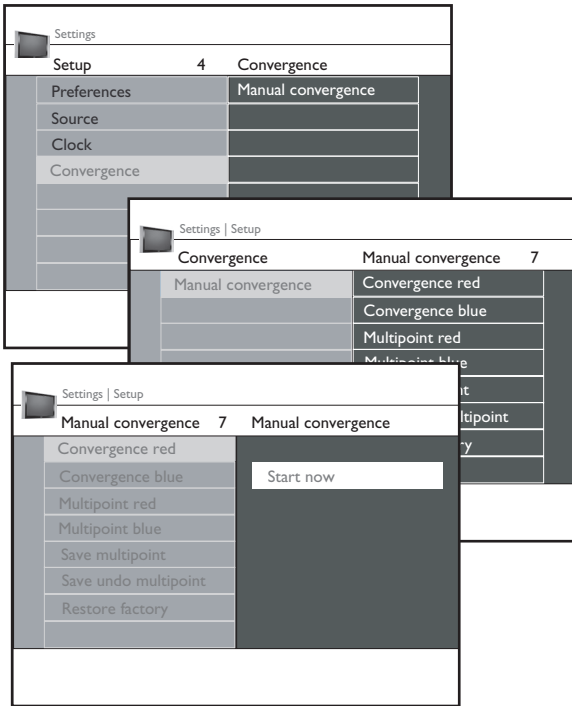 Settings
Setup 4 Convergence
Preferences Manual convergence
Source
Clock
Convergence
Settings | Setup
Convergence Manual convergence 7
Manual convergence Convergence red
Convergence blue
Multipoint red
Multipoint blue
Settings | Setup
Manual convergence 7 Manual convergence
Convergence red
Convergence blue Start now
Multipoint red
Multipoint blue
Save multipoint
Save undo multipoint
Restore factory